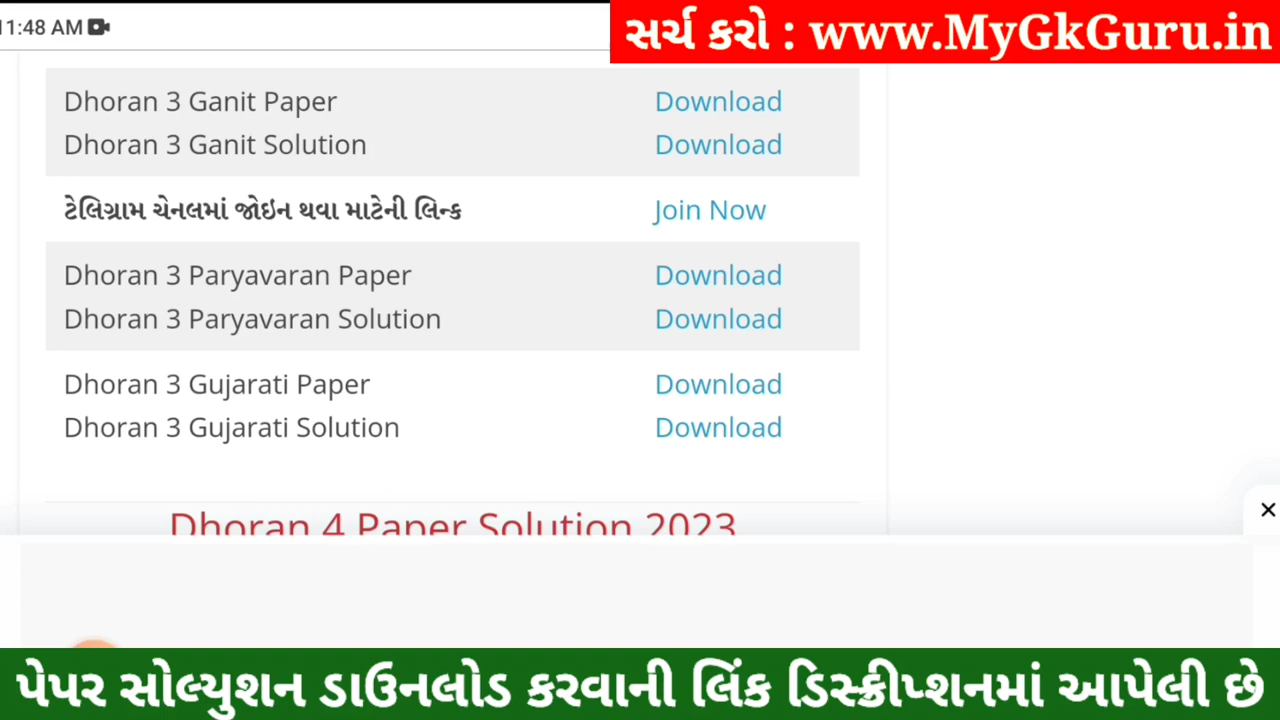 11:48 AM
સર્ચ કરો : www.MyGkGuru.in
Dhoran 3 Ganit Paper Download
Dhoran 3 Ganit Solution Download
ટેલિગ્રામ ચેનલમાં જોઇન થવા માટેની લિન્ક Join Now
Dhoran 3 Paryavaran Paper Download
Dhoran 3 Paryavaran Solution Download
Dhoran 3 Gujarati Paper Download
Dhoran 3 Gujarati Solution Download
Dhoran 4 Paper Solution 2023
પેપર સોલ્યુશન ડાઉનલોડ કરવાની લિંક ડિસ્ક્રીપ્શનમાં આપેલી છે